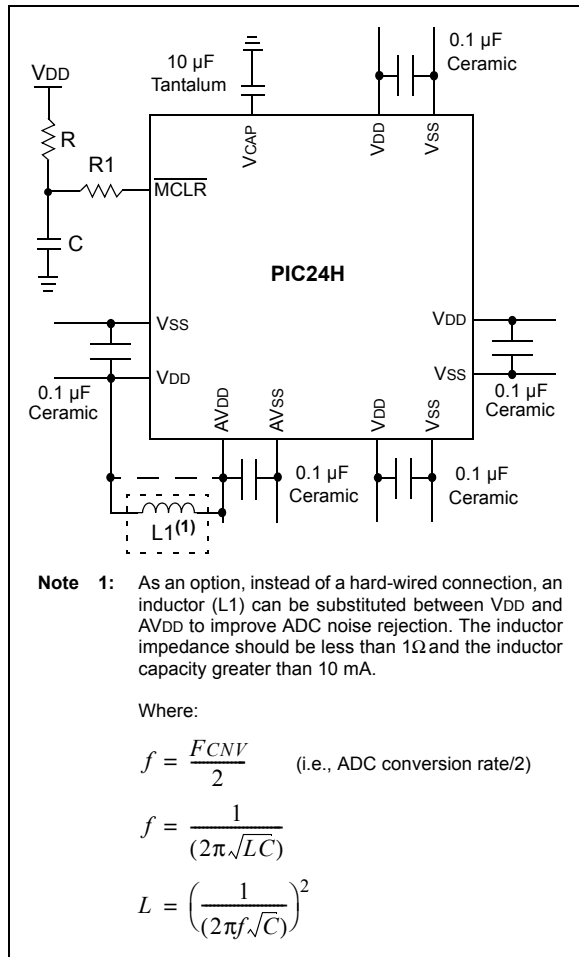 VDD
10 µF
Tantalum
0.1 µF
Ceramic
R
R1
C
MCLR
VCAP
VDD
VSS
PIC24H
VSS
VDD
0.1 µF
Ceramic
VDD
VSS
0.1 µF
Ceramic
AVDD
AVSS
VDD
VSS
0.1 µF
Ceramic
0.1 µF
Ceramic
L1(1)
Note 1: As an option, instead of a hard-wired connection, an
inductor (L1) can be substituted between VDD and
AVDD to improve ADC noise rejection. The inductor
impedance should be less than 1Ω and the inductor
capacity greater than 10 mA.
Where:
f = FCNV / 2 (i.e., ADC conversion rate/2)
f = 1 / (2π√LC)
L = (1 / (2πf√C))²